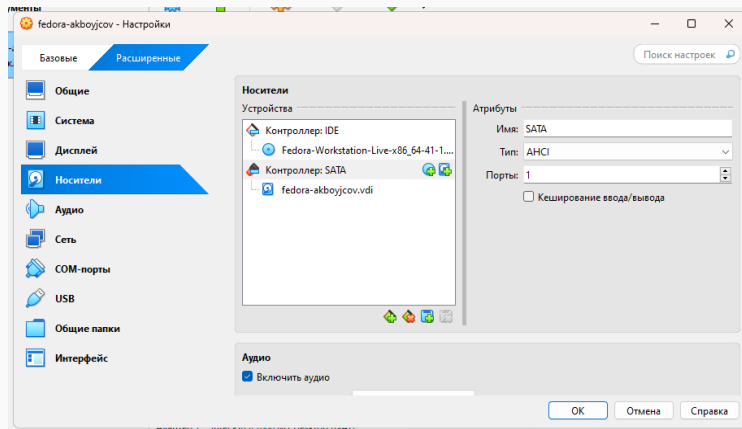 fedora-akboyjcov - Настройки
Базовые
Расширенные
Поиск настроек
Общие
Система
Дисплей
Носители
Аудио
Сеть
COM-порты
USB
Общие папки
Интерфейс
Носители
Устройства
Контроллер: IDE
Fedora-Workstation-Live-x86_64-41-1....
Контроллер: SATA
fedora-akboyjcov.vdi
Атрибуты
Имя: SATA
Тип: AHCI
Порты: 1
Кеширование ввода/вывода
Аудио
Включить аудио
OK
Отмена
Справка